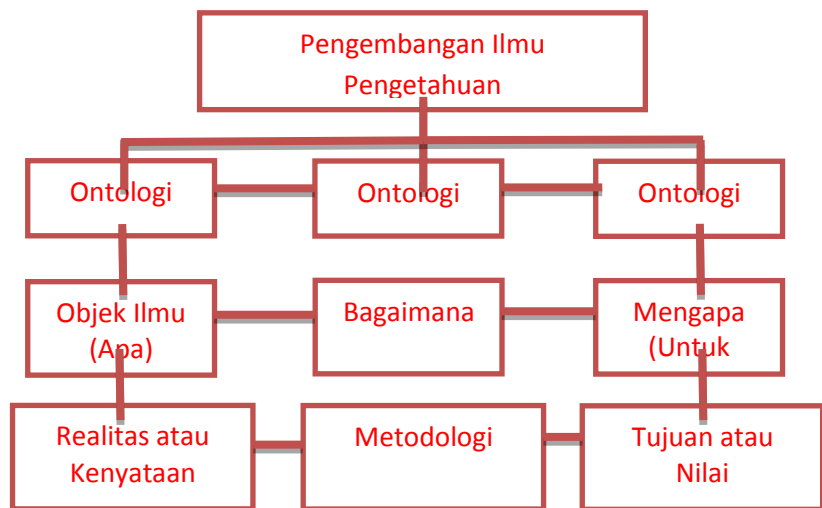 Pengembangan Ilmu
Pengetahuan
Ontologi
Ontologi
Ontologi
Objek Ilmu
(Apa)
Bagaimana
Mengapa
(Untuk
Realitas atau
Kenyataan
Metodologi
Tujuan atau
Nilai